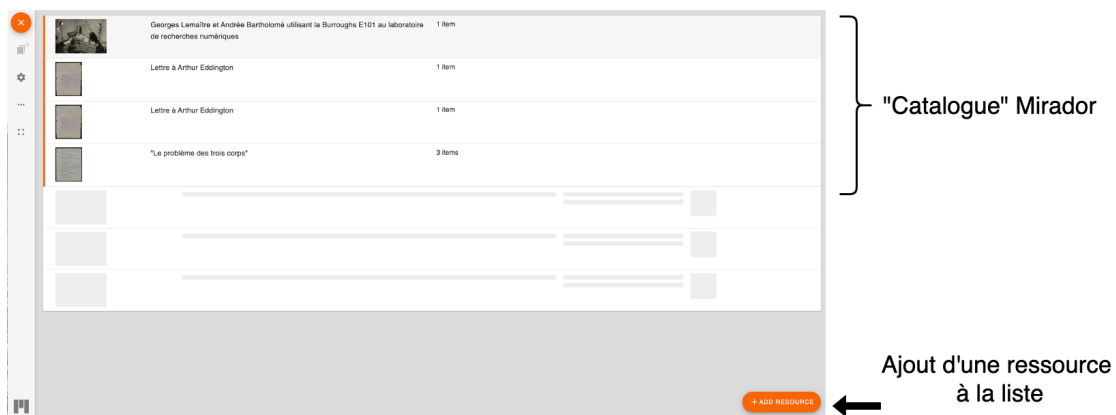 Georges Lemaître et Andrée Bartholomé utilisant la Burroughs E101 au laboratoire
de recherches numériques
1 item
Lettre à Arthur Eddington
1 item
Lettre à Arthur Eddington
1 item
"Le problème des trois corps"
3 items
"Catalogue" Mirador
Ajout d'une ressource
à la liste
+ ADD RESOURCE